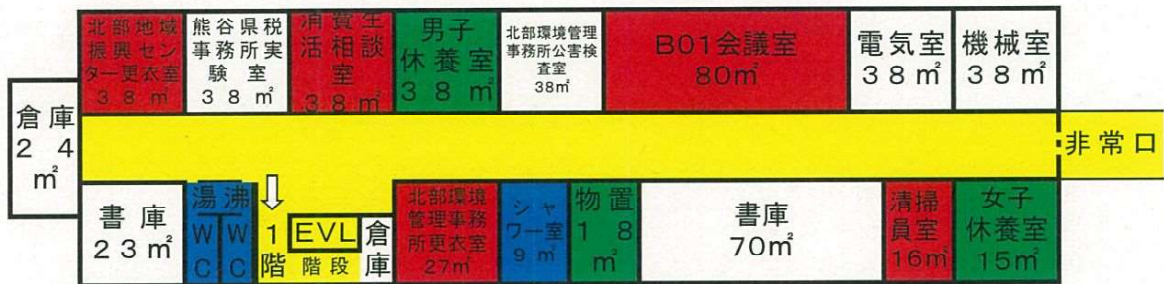 北部地域
振興セン
ター更衣室
38㎡
熊谷県税
事務所実
験室
38㎡
消費生
活相談
室
38㎡
男子
休養室
38㎡
北部環境管理
事務所公害検
査室
38㎡
B01会議室
80㎡
電気室
38㎡
機械室
38㎡
倉庫
24
㎡
非常口
書庫
23㎡
湯沸
WC
WC
1
階
EVL
階段
倉
庫
北部環境
管理事務
所更衣室
27㎡
シャ
ワー室
9㎡
物置
18
㎡
書庫
70㎡
清掃
員室
16㎡
女子
休養室
15㎡